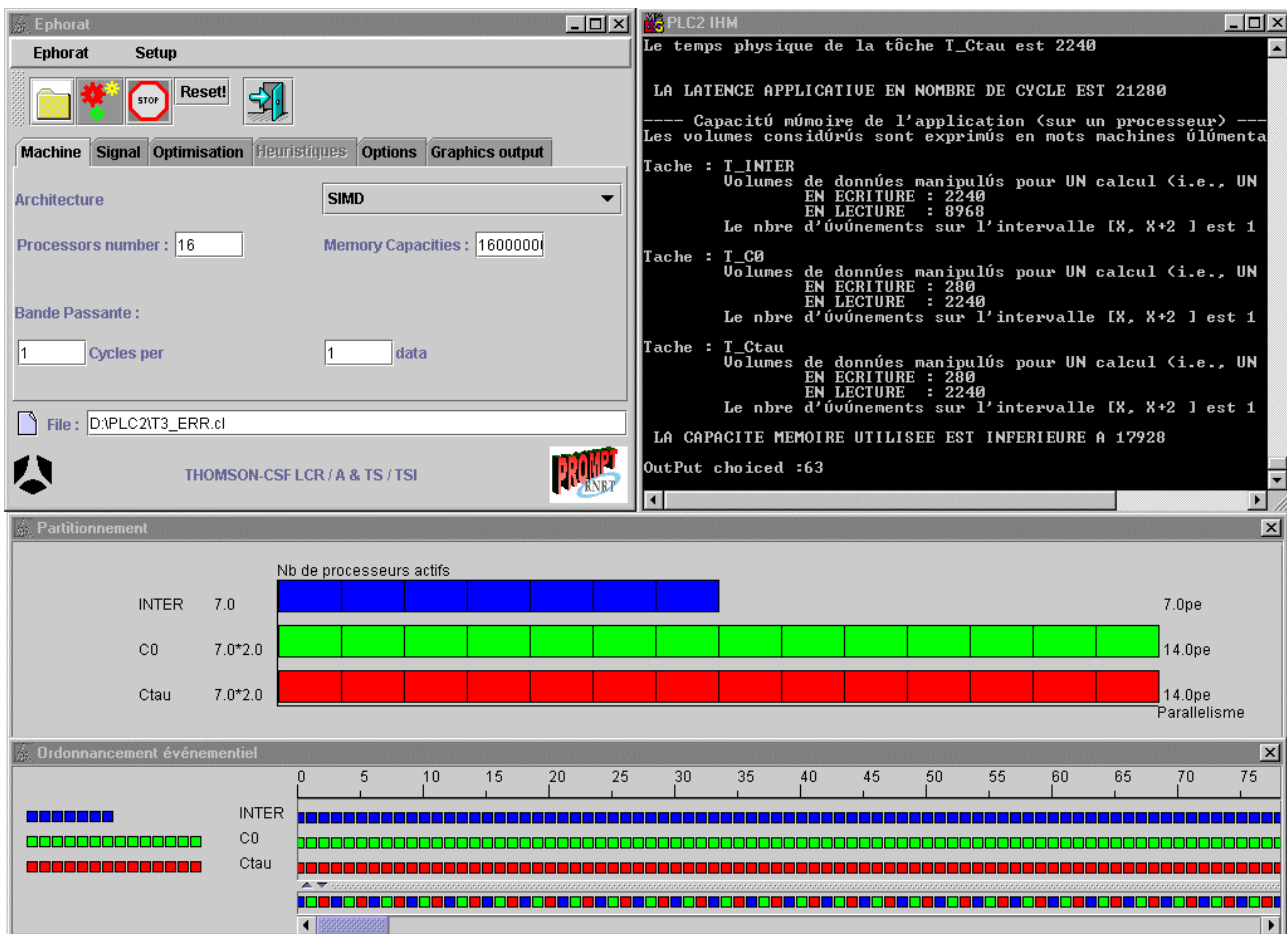 Ephorat
Ephorat Setup
STOP Reset!
Machine Signal Optimisation Heuristiques Options Graphics output
Architecture SIMD
Processors number : 16 Memory Capacities : 1600000
Bande Passante :
1 Cycles per 1 data
File : D:\PLC2\T3_ERR.cl
THOMSON-CSF LCR / A & TS / TSI
PROMPT
RNRT
PLC2 IHM
Le temps physique de la tôche T_Ctau est 2240
LA LATENCE APPLICATIVE EN NOMBRE DE CYCLE EST 21280
---- Capacitú múmoire de l'application (sur un processeur) ---
Les volumes considúrús sont exprimús en mots machines Úlúmenta
Tache : T_INTER
Volumes de donnúes manipulús pour UN calcul (i.e., UN
EN ECRITURE : 2240
EN LECTURE : 8968
Le nbre d'ÚvÚnements sur l'intervalle [X, X+2 ] est 1
Tache : T_C0
Volumes de donnúes manipulús pour UN calcul (i.e., UN
EN ECRITURE : 280
EN LECTURE : 2240
Le nbre d'ÚvÚnements sur l'intervalle [X, X+2 ] est 1
Tache : T_Ctau
Volumes de donnúes manipulús pour UN calcul (i.e., UN
EN ECRITURE : 280
EN LECTURE : 2240
Le nbre d'ÚvÚnements sur l'intervalle [X, X+2 ] est 1
LA CAPACITE MEMOIRE UTILISEE EST INFERIEURE A 17928
OutPut choiced :63
Partitionnement
Nb de processeurs actifs
INTER 7.0 7.0pe
C0 7.0*2.0 14.0pe
Ctau 7.0*2.0 14.0pe
Parallelisme
Ordonnancement événementiel
0 5 10 15 20 25 30 35 40 45 50 55 60 65 70 75
INTER
C0
Ctau